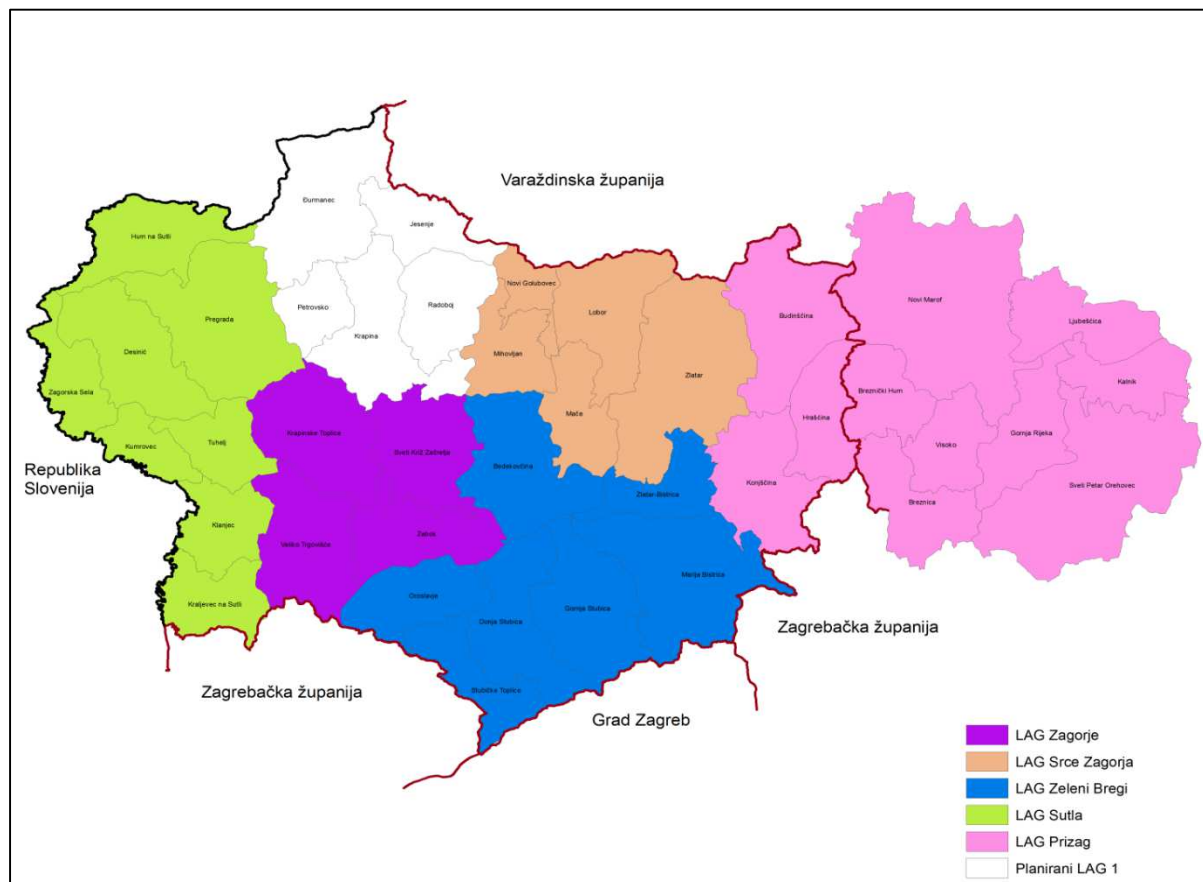 Varaždinska županija
Đurmanec
Jesenje
Hum na Sutli
Novi Golubovec
Petrovsko
Radoboj
Lobor
Budinščina
Novi Marof
Ljubešćica
Pregrada
Krapina
Desinić
Mihovljan
Zlatar
Kalnik
Zagorska Sela
Mače
Hrašćina
Breznički Hum
Krapinske Toplice
Tuhelj
Kumrovec
Sveti Križ Začretje
Visoko
Gornja Rijeka
Republika
Slovenija
Bedekovčina
Konjščina
Sveti Petar Orehovec
Zlatar-Bistrica
Breznica
Klanjec
Zabok
Veliko Trgovišće
Marija Bistrica
Kraljevec na Sutli
Oroslavje
Donja Stubica
Gornja Stubica
Zagrebačka županija
Stubičke Toplice
Zagrebačka županija
Grad Zagreb
LAG Zagorje
LAG Srce Zagorja
LAG Zeleni Bregi
LAG Sutla
LAG Prizag
Planirani LAG 1